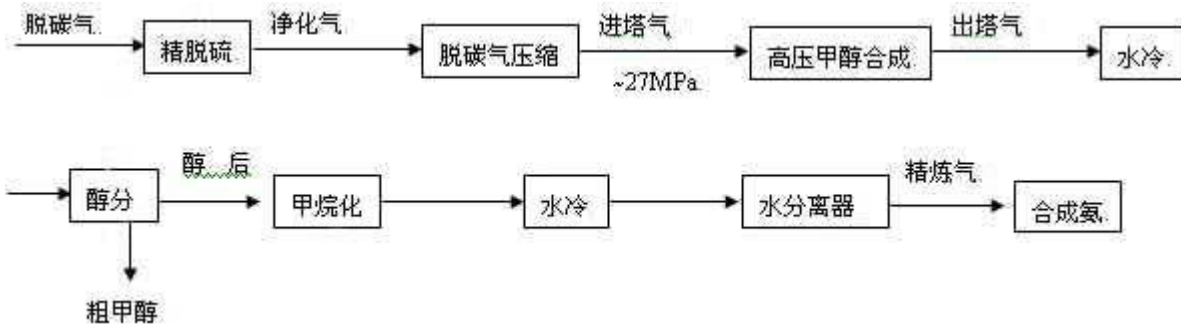 脱碳气 精脱硫 净化气 脱碳气压缩 进塔气 ~27MPa 高压甲醇合成 出塔气 水冷
醇分 醇 后 甲烷化 水冷 水分离器 精炼气 合成氨
粗甲醇